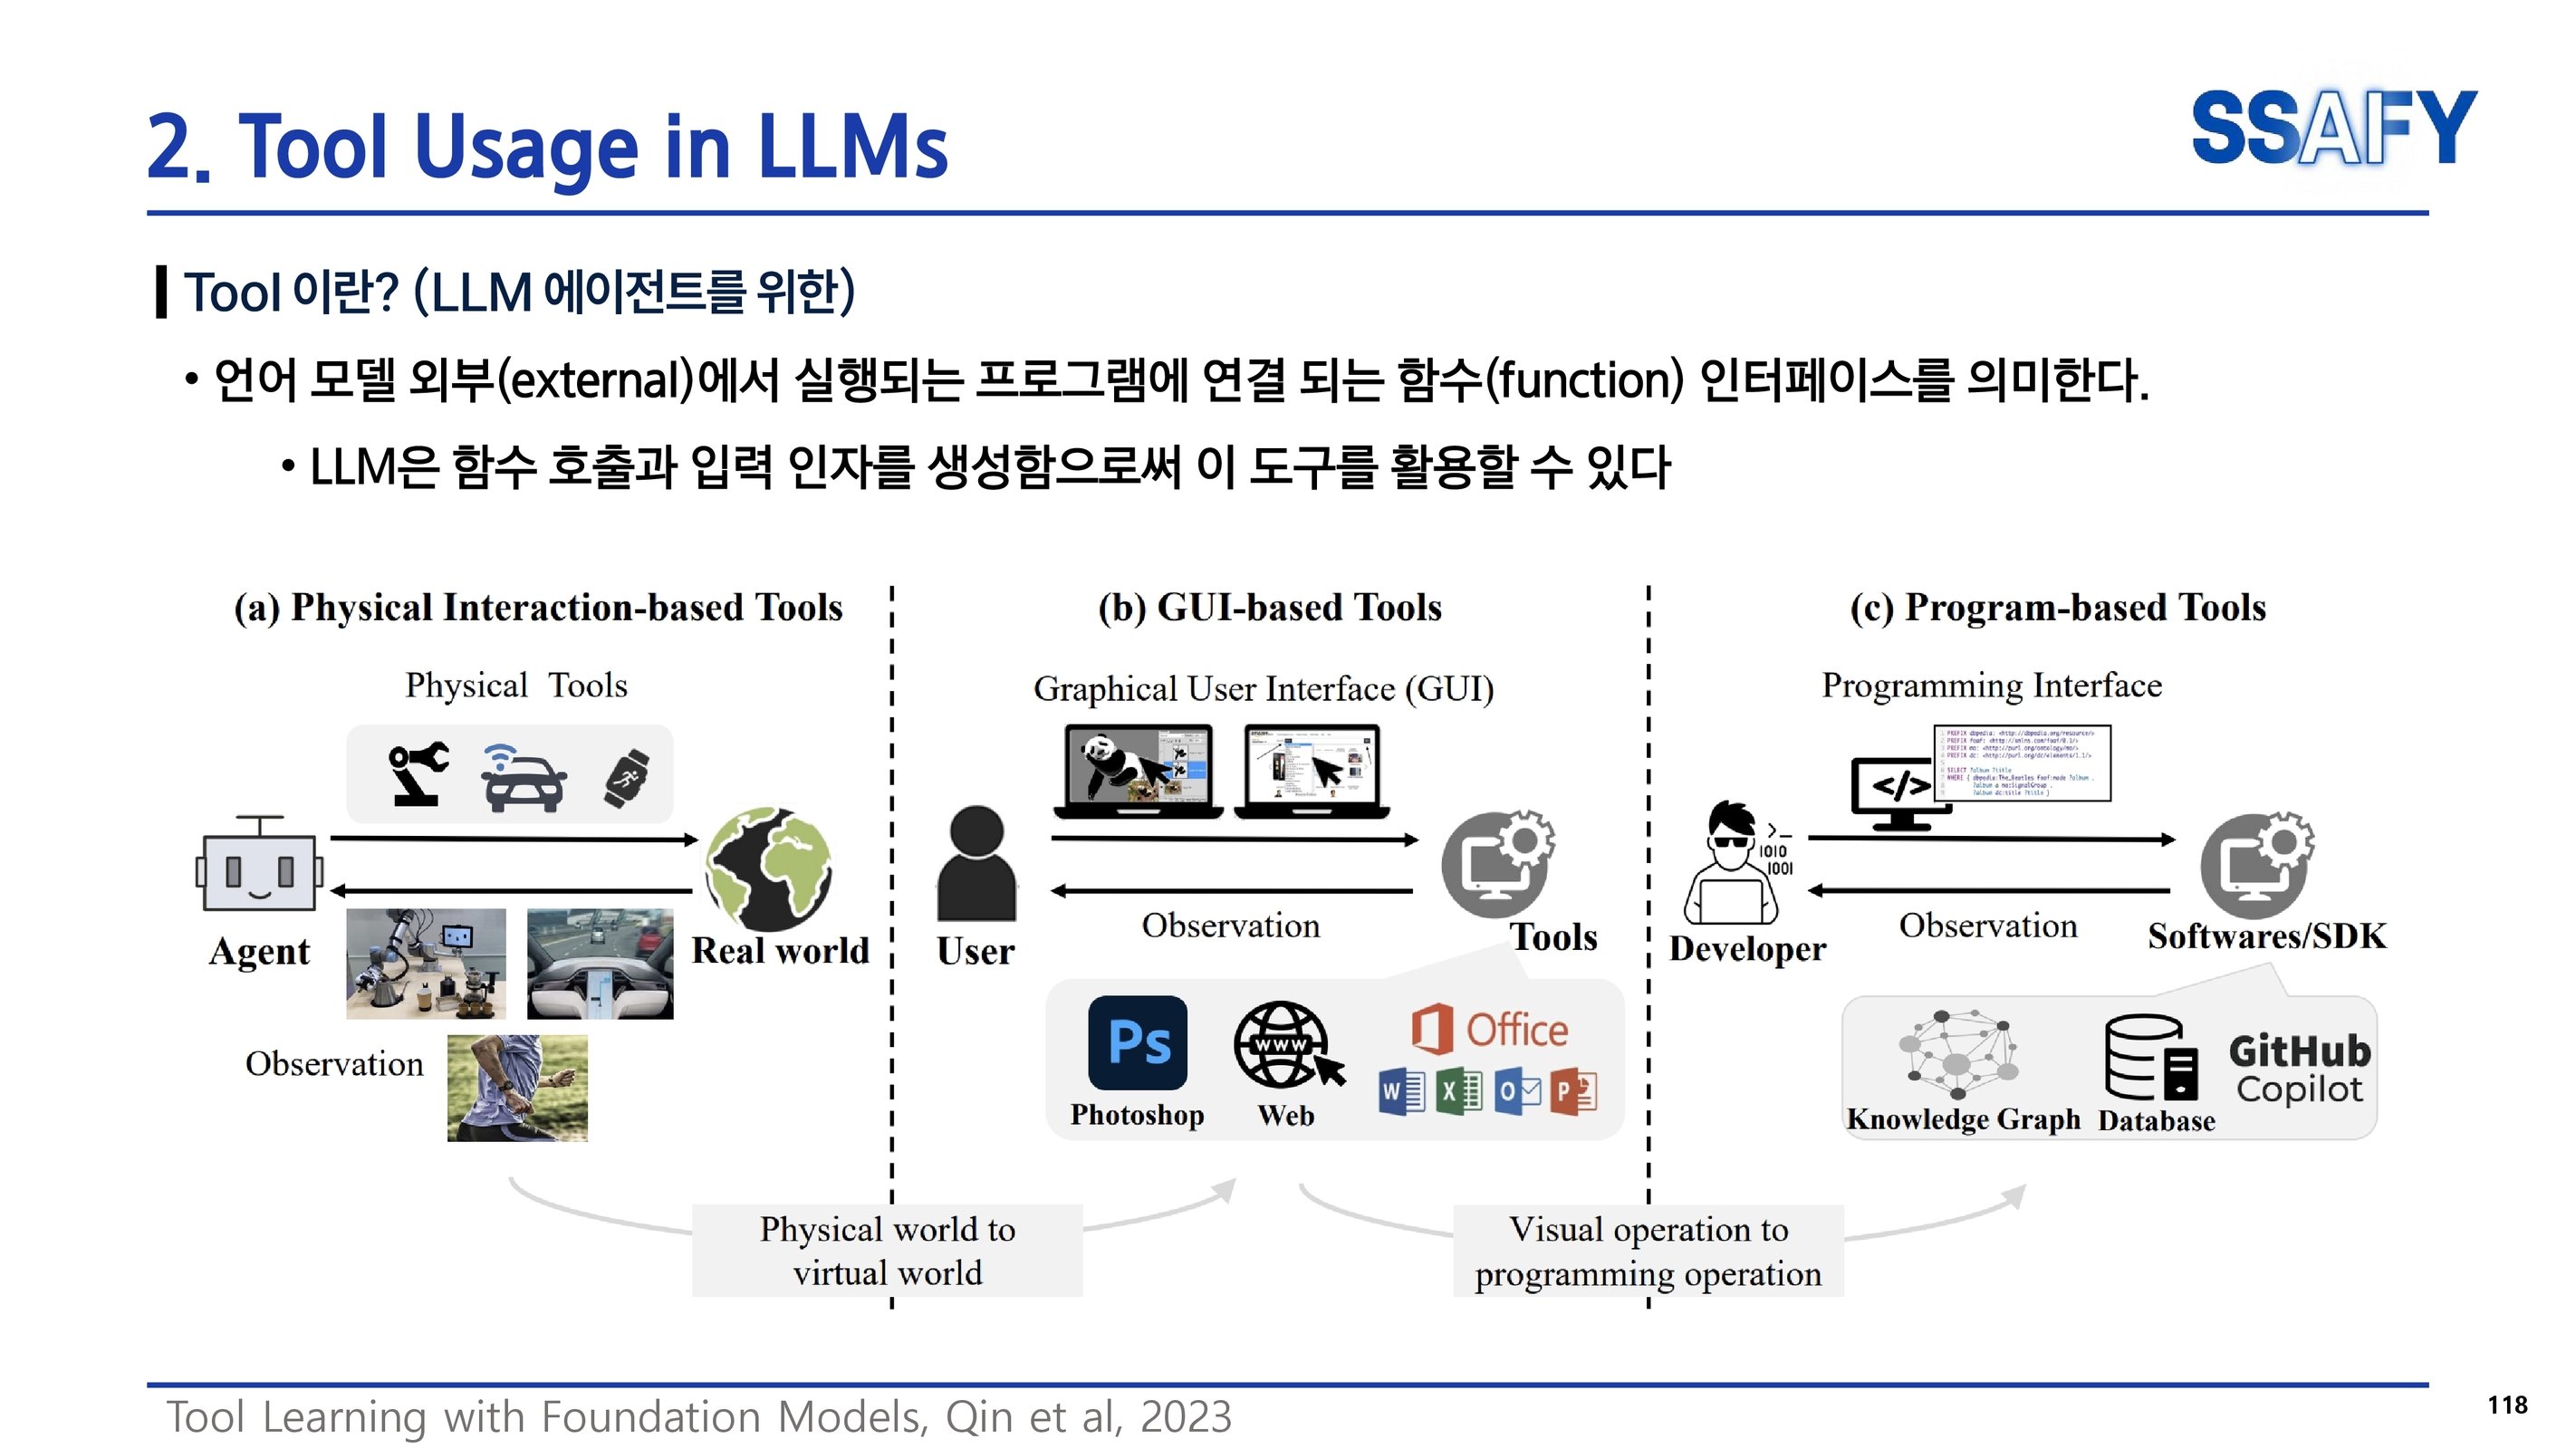 2. Tool Usage in LLMs
SSAFY
Tool 이란? (LLM 에이전트를 위한)
• 언어 모델 외부(external)에서 실행되는 프로그램에 연결 되는 함수(function) 인터페이스를 의미한다.
• LLM은 함수 호출과 입력 인자를 생성함으로써 이 도구를 활용할 수 있다
(a) Physical Interaction-based Tools
Physical Tools
Agent
Real world
Observation
(b) GUI-based Tools
Graphical User Interface (GUI)
User
Observation
Tools
Ps
Photoshop
WWW
Web
Office
W
X
O
P
(c) Program-based Tools
Programming Interface
</>
>_
1010
1001
Developer
Observation
Softwares/SDK
Knowledge Graph
Database
GitHub
Copilot
Physical world to
virtual world
Visual operation to
programming operation
Tool Learning with Foundation Models, Qin et al, 2023
118